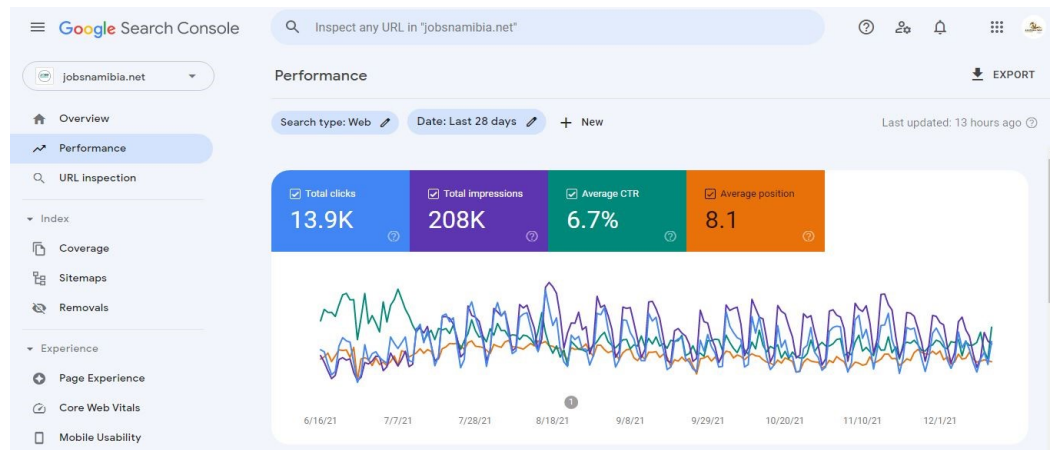 Google Search Console
Inspect any URL in "jobsnamibia.net"
jobsnamibia.net
Performance
EXPORT
Search type: Web
Date: Last 28 days
+ New
Last updated: 13 hours ago
Overview
Performance
URL inspection
Index
Coverage
Sitemaps
Removals
Experience
Page Experience
Core Web Vitals
Mobile Usability
Total clicks
13.9K
Total impressions
208K
Average CTR
6.7%
Average position
8.1
1
6/16/21
7/7/21
7/28/21
8/18/21
9/8/21
9/29/21
10/20/21
11/10/21
12/1/21